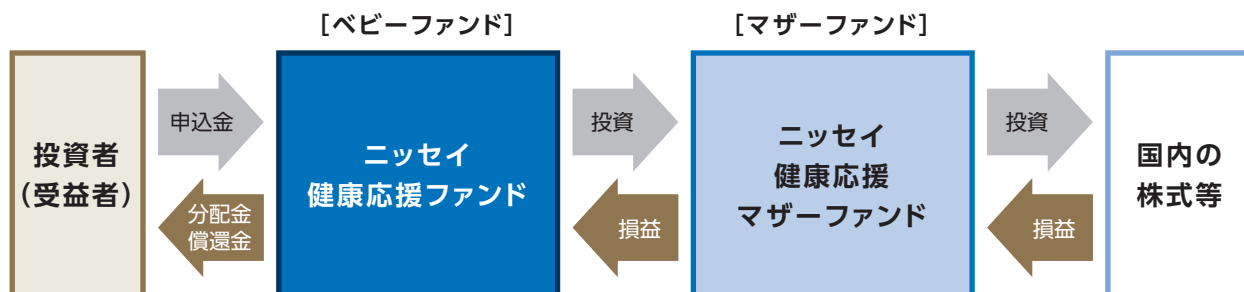 [ベビーファンド]
[マザーファンド]
投資者
(受益者)
申込金
分配金
償還金
ニッセイ
健康応援ファンド
投資
損益
ニッセイ
健康応援
マザーファンド
投資
損益
国内の
株式等